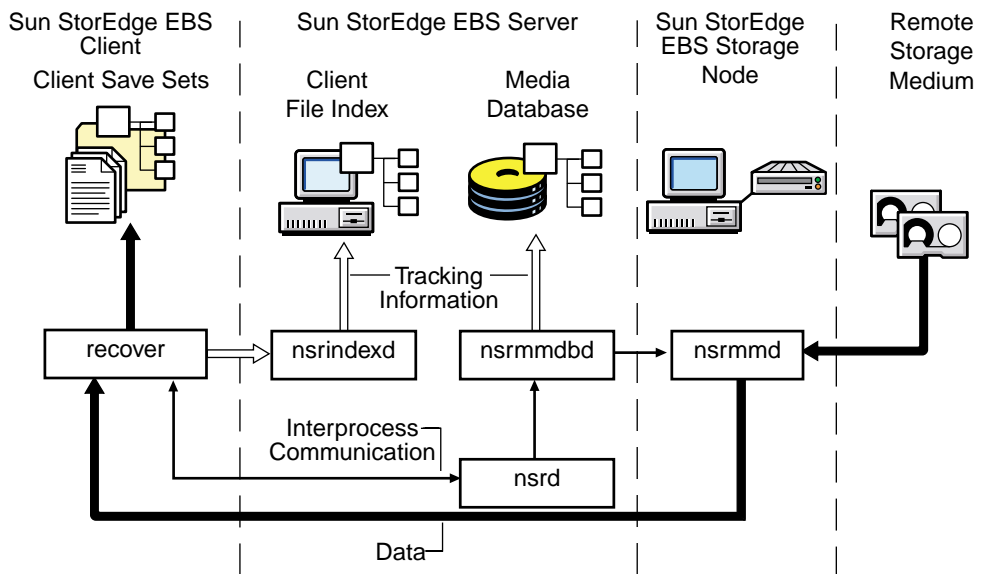 Sun StorEdge EBS
Client
Sun StorEdge EBS Server
Sun StorEdge
EBS Storage
Node
Remote
Storage
Medium
Client Save Sets
Client
File Index
Media
Database
Tracking
Information
recover
nsrindexd
nsrmmdbd
nsrmmd
Interprocess
Communication
nsrd
Data